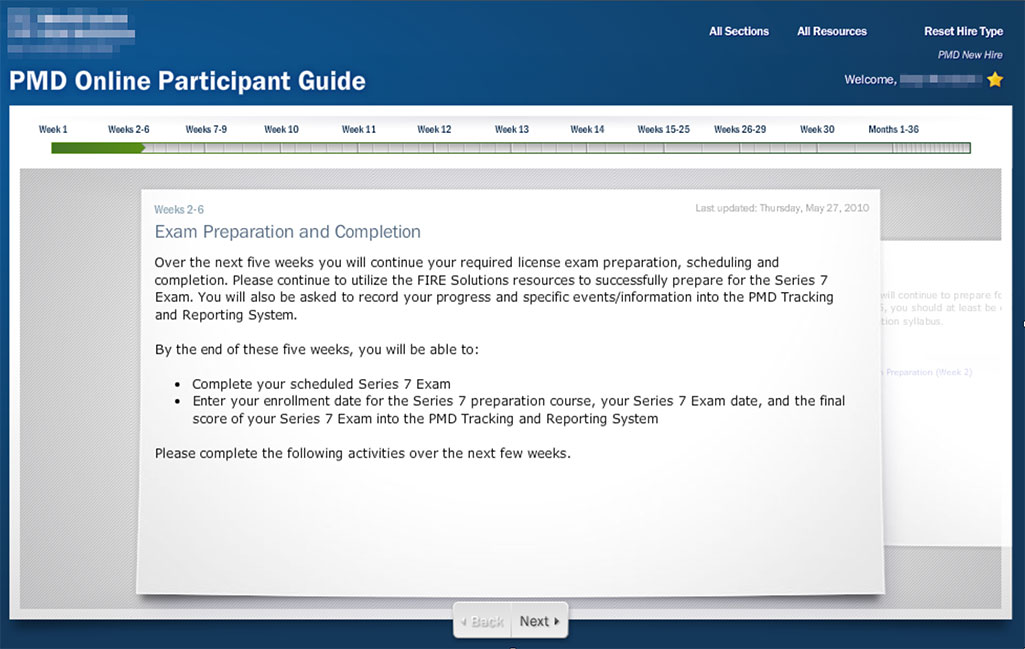 All Sections All Resources Reset Hire Type
PMD New Hire
PMD Online Participant Guide
Welcome,
Week 1 Weeks 2-6 Weeks 7-9 Week 10 Week 11 Week 12 Week 13 Week 14 Weeks 15-25 Weeks 26-29 Week 30 Months 1-36
Weeks 2-6 Last updated: Thursday, May 27, 2010
Exam Preparation and Completion
Over the next five weeks you will continue your required license exam preparation, scheduling and
completion. Please continue to utilize the FIRE Solutions resources to successfully prepare for the Series 7
Exam. You will also be asked to record your progress and specific events/information into the PMD Tracking
and Reporting System.
By the end of these five weeks, you will be able to:
• Complete your scheduled Series 7 Exam
• Enter your enrollment date for the Series 7 preparation course, your Series 7 Exam date, and the final
score of your Series 7 Exam into the PMD Tracking and Reporting System
Please complete the following activities over the next few weeks.
will continue to prepare
, you should at least be
syllabus.
Preparation (Week 2)
Back Next